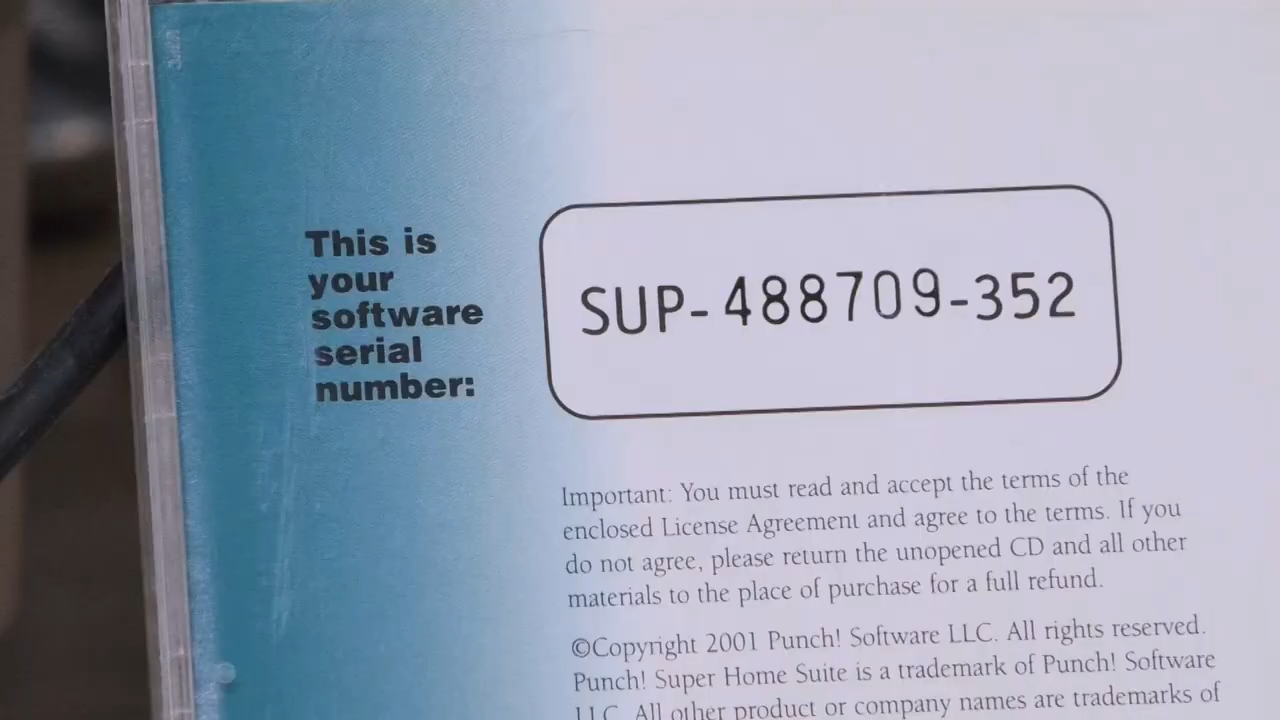 This is
your
software
serial
number:
SUP-488709-352
Important: You must read and accept the terms of the
enclosed License Agreement and agree to the terms. If you
do not agree, please return the unopened CD and all other
materials to the place of purchase for a full refund.
©Copyright 2001 Punch! Software LLC. All rights reserved.
Punch! Super Home Suite is a trademark of Punch! Software
LLC. All other product or company names are trademarks of